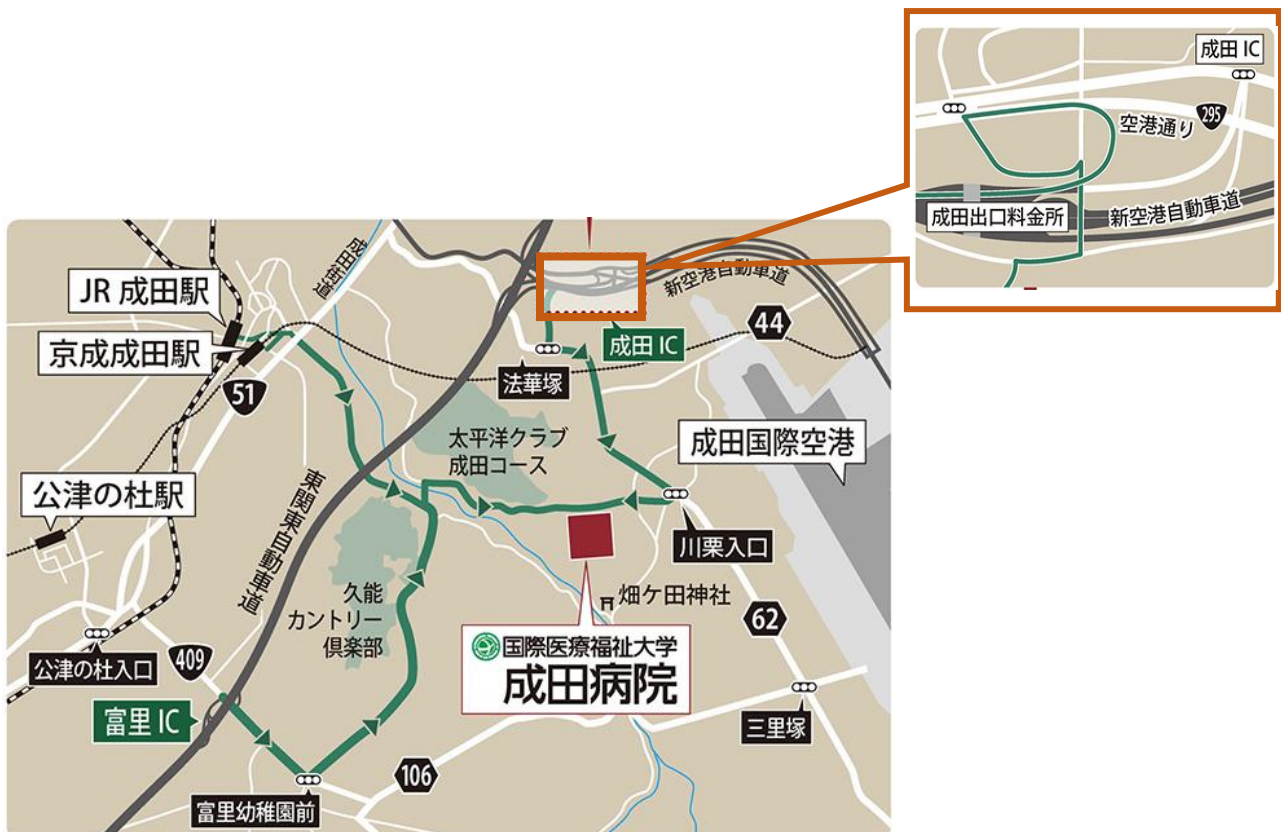 成田 IC
空港通り
295
成田出口料金所
新空港自動車道
成田街道
JR 成田駅
新空港自動車道
44
京成成田駅
成田 IC
法華塚
51
太平洋クラブ
成田コース
成田国際空港
公津の杜駅
東関東自動車道
川栗入口
久能
カントリー
倶楽部
畑ケ田神社
62
国際医療福祉大学
成田病院
公津の杜入口
409
富里 IC
三里塚
106
富里幼稚園前